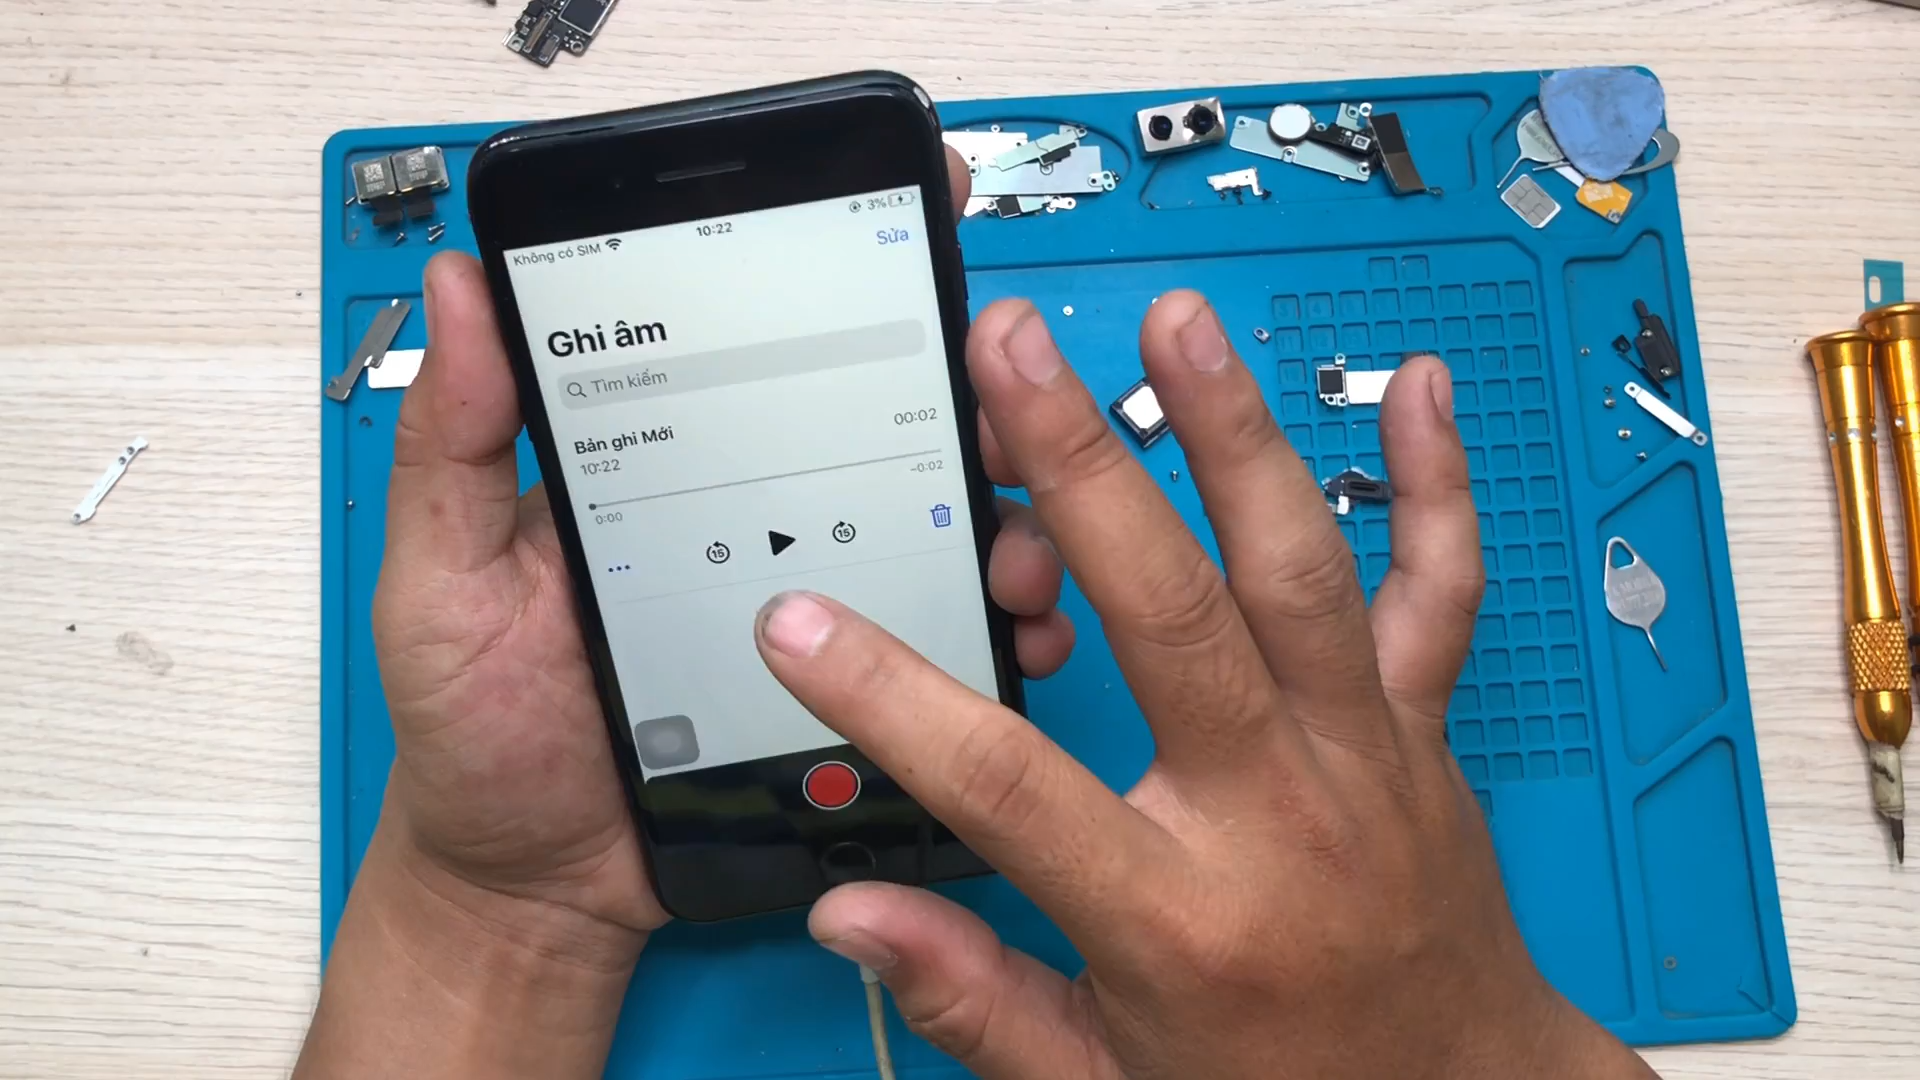 Không có SIM
10:22
3%
Sửa
Ghi âm
Tìm kiếm
Bản ghi Mới
00:02
10:22
0:00
-0:02
15
15